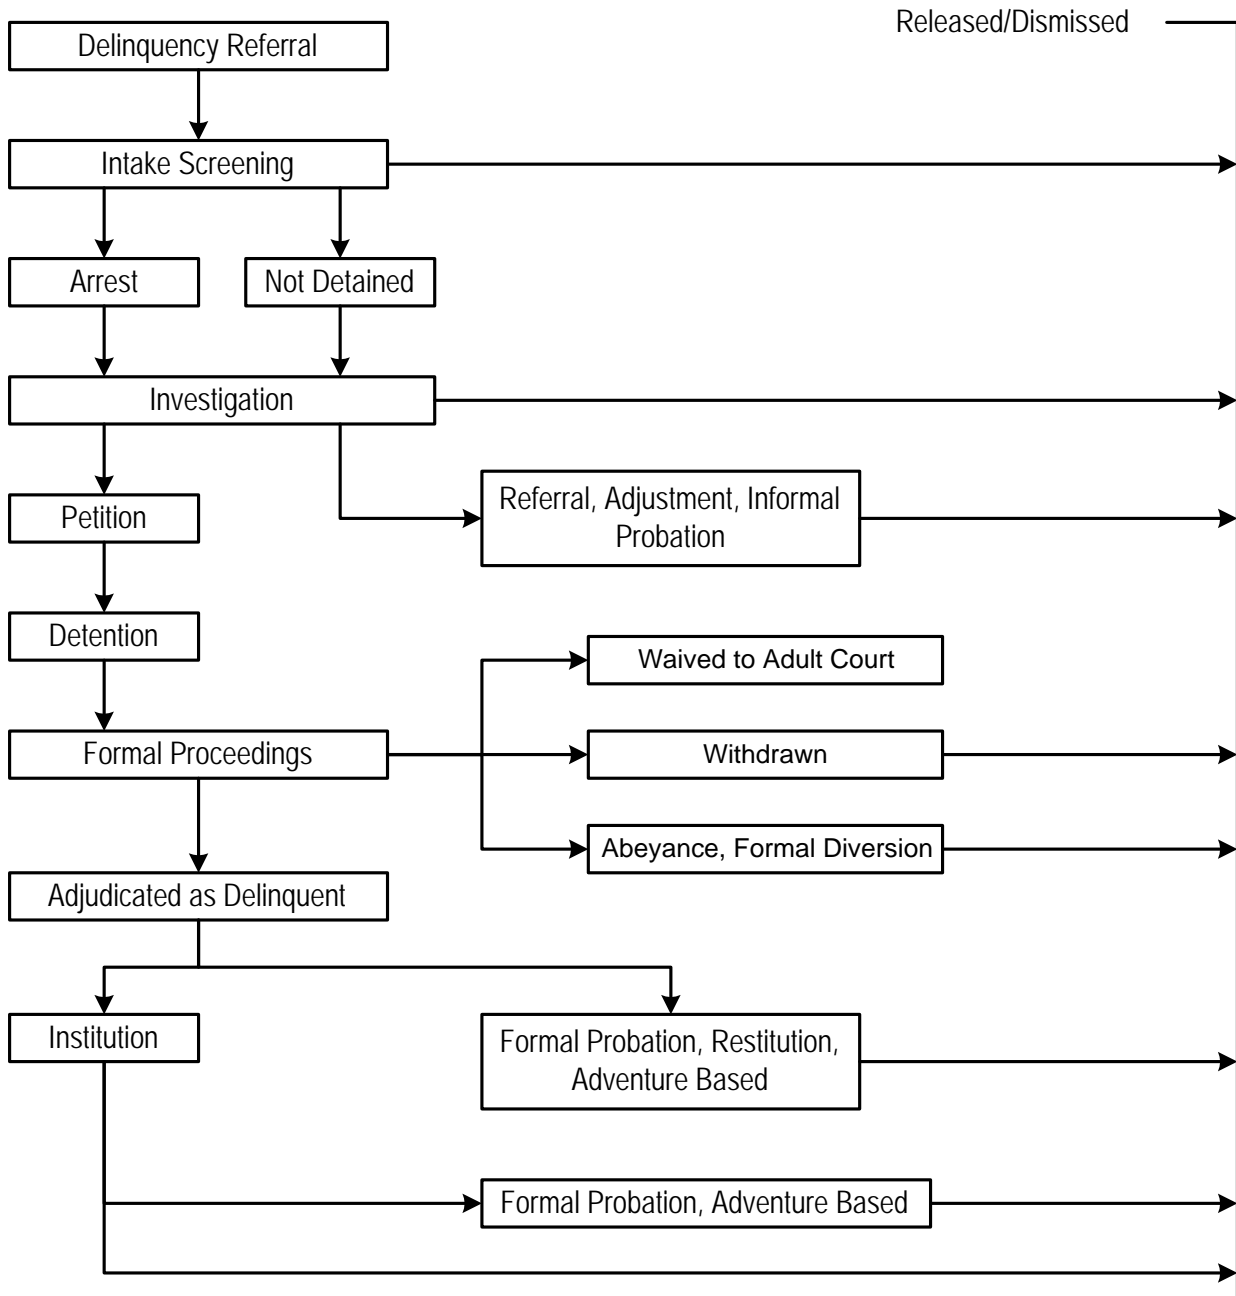 Released/Dismissed
Delinquency Referral
Intake Screening
Arrest
Not Detained
Investigation
Petition
Referral, Adjustment, Informal
Probation
Detention
Waived to Adult Court
Formal Proceedings
Withdrawn
Abeyance, Formal Diversion
Adjudicated as Delinquent
Institution
Formal Probation, Restitution,
Adventure Based
Formal Probation, Adventure Based